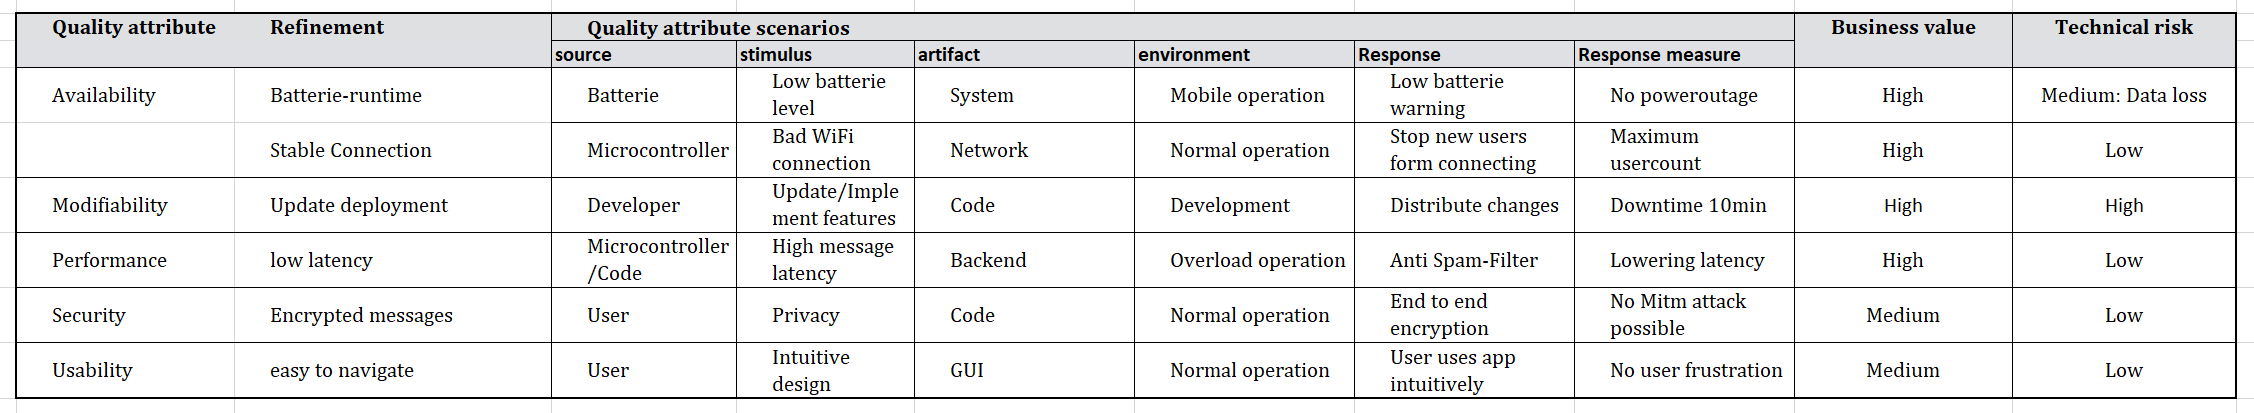 Quality attribute Refinement Quality attribute scenarios Business value Technical risk
source stimulus artifact environment Response Response measure
Availability Batterie-runtime Batterie Low batterie level System Mobile operation Low batterie warning No poweroutage High Medium: Data loss
Stable Connection Microcontroller Bad WiFi connection Network Normal operation Stop new users form connecting Maximum usercount High Low
Modifiability Update deployment Developer Update/Implement features Code Development Distribute changes Downtime 10min High High
Performance low latency Microcontroller/Code High message latency Backend Overload operation Anti Spam-Filter Lowering latency High Low
Security Encrypted messages User Privacy Code Normal operation End to end encryption No Mitm attack possible Medium Low
Usability easy to navigate User Intuitive design GUI Normal operation User uses app intuitively No user frustration Medium Low